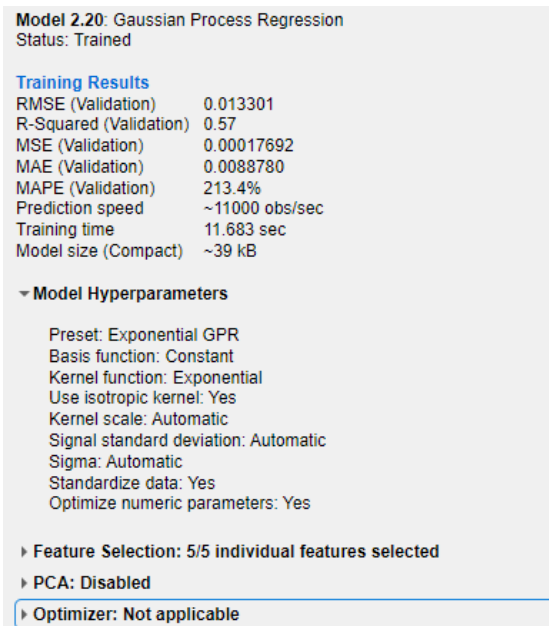 Model 2.20: Gaussian Process Regression
Status: Trained
Training Results
RMSE (Validation) 0.013301
R-Squared (Validation) 0.57
MSE (Validation) 0.00017692
MAE (Validation) 0.0088780
MAPE (Validation) 213.4%
Prediction speed ~11000 obs/sec
Training time 11.683 sec
Model size (Compact) ~39 kB
Model Hyperparameters
Preset: Exponential GPR
Basis function: Constant
Kernel function: Exponential
Use isotropic kernel: Yes
Kernel scale: Automatic
Signal standard deviation: Automatic
Sigma: Automatic
Standardize data: Yes
Optimize numeric parameters: Yes
Feature Selection: 5/5 individual features selected
PCA: Disabled
Optimizer: Not applicable